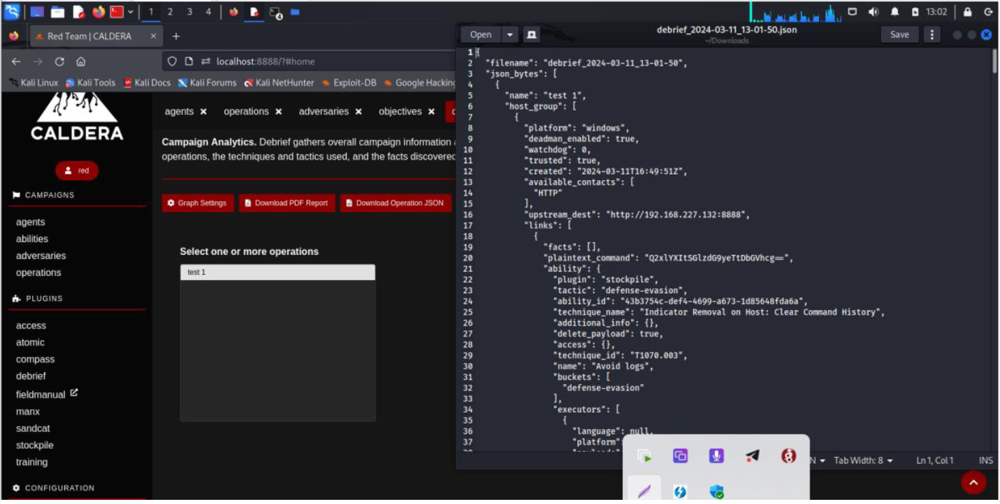 1 2 3 4
13:02
Red Team | CALDERA
localhost:8888/?#home
Kali Linux Kali Tools Kali Docs Kali Forums Kali NetHunter Exploit-DB Google Hacking
CALDERA
red
CAMPAIGNS
agents
abilities
adversaries
operations
PLUGINS
access
atomic
compass
debrief
fieldmanual
manx
sandcat
stockpile
training
CONFIGURATION
agents operations adversaries objectives
Campaign Analytics. Debrief gathers overall campaign information
operations, the techniques and tactics used, and the facts discovered
Graph Settings Download PDF Report Download Operation JSON
Select one or more operations
test 1
Open debrief_2024-03-11_13-01-50.json Save
~/Downloads
1 {
2 "filename": "debrief_2024-03-11_13-01-50",
3 "json_bytes": [
4 {
5 "name": "test 1",
6 "host_group": [
7 {
8 "platform": "windows",
9 "deadman_enabled": true,
10 "watchdog": 0,
11 "trusted": true,
12 "created": "2024-03-11T16:49:51Z",
13 "available_contacts": [
14 "HTTP"
15 ],
16 "upstream_dest": "http://192.168.227.132:8888",
17 "links": [
18 {
19 "facts": [],
20 "plaintext_command": "Q2xlYXItSGlzdG9yeTtDbGVhcg==",
21 "ability": {
22 "plugin": "stockpile",
23 "tactic": "defense-evasion",
24 "ability_id": "43b3754c-def4-4699-a673-1d85648fda6a",
25 "technique_name": "Indicator Removal on Host: Clear Command History",
26 "additional_info": {},
27 "delete_payload": true,
28 "access": {},
29 "technique_id": "T1070.003",
30 "name": "Avoid logs",
31 "buckets": [
32 "defense-evasion"
33 ],
34 "executors": [
35 {
36 "language": null,
37 "platform":
N Tab Width: 8 Ln 1, Col 1 INS